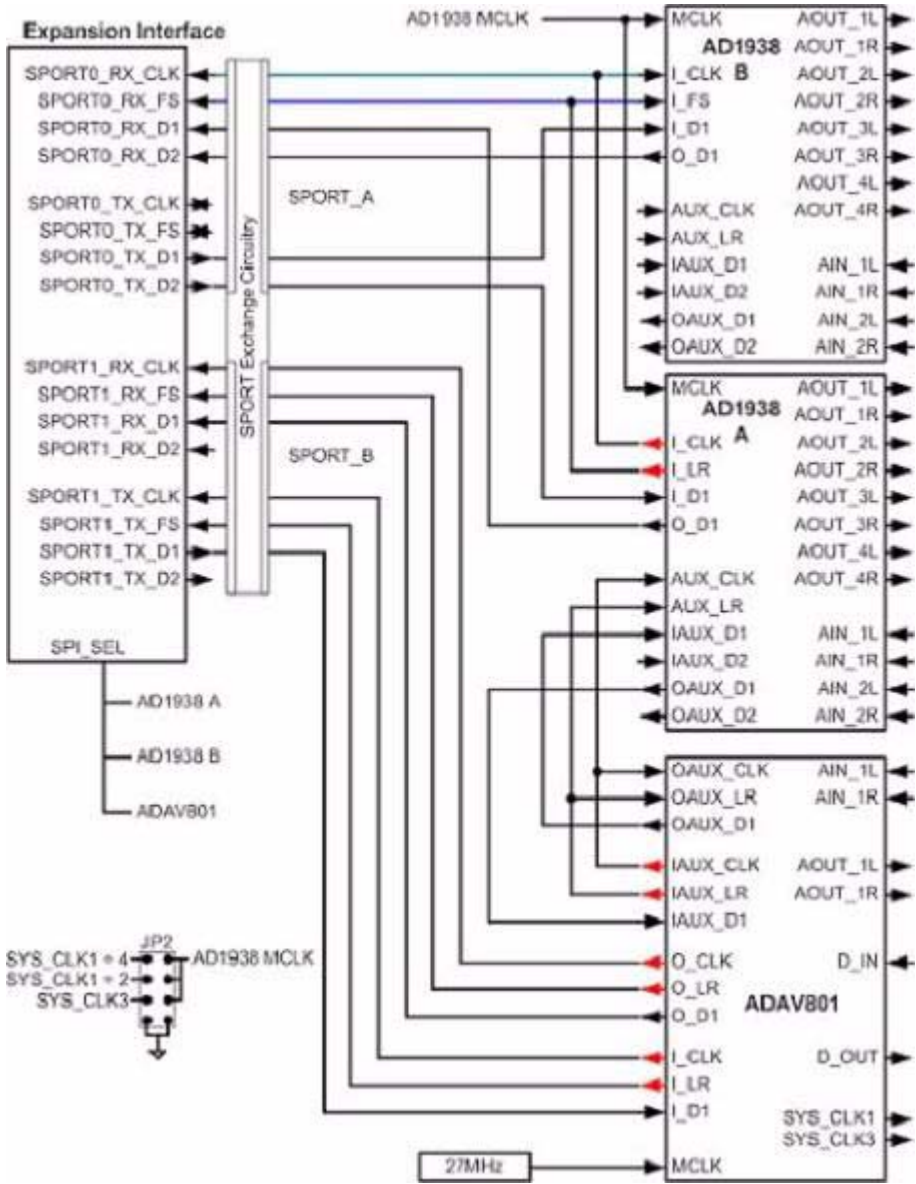 AD1938 MCLK
Expansion Interface
SPORT0_RX_CLK
SPORT0_RX_FS
SPORT0_RX_D1
SPORT0_RX_D2
SPORT0_TX_CLK
SPORT0_TX_FS
SPORT0_TX_D1
SPORT0_TX_D2
SPORT1_RX_CLK
SPORT1_RX_FS
SPORT1_RX_D1
SPORT1_RX_D2
SPORT1_TX_CLK
SPORT1_TX_FS
SPORT1_TX_D1
SPORT1_TX_D2
SPI_SEL
AD1938 A
AD1938 B
ADAV801
SPORT Exchange Circuitry
SPORT_A
SPORT_B
JP2
SYS_CLK1 ÷ 4
SYS_CLK1 ÷ 2
SYS_CLK3
AD1938 MCLK
27MHz
MCLK
AD1938
B
I_CLK
I_FS
I_D1
O_D1
AUX_CLK
AUX_LR
IAUX_D1
IAUX_D2
OAUX_D1
OAUX_D2
AOUT_1L
AOUT_1R
AOUT_2L
AOUT_2R
AOUT_3L
AOUT_3R
AOUT_4L
AOUT_4R
AIN_1L
AIN_1R
AIN_2L
AIN_2R
MCLK
AD1938
A
I_CLK
I_LR
I_D1
O_D1
AUX_CLK
AUX_LR
IAUX_D1
IAUX_D2
OAUX_D1
OAUX_D2
AOUT_1L
AOUT_1R
AOUT_2L
AOUT_2R
AOUT_3L
AOUT_3R
AOUT_4L
AOUT_4R
AIN_1L
AIN_1R
AIN_2L
AIN_2R
OAUX_CLK
OAUX_LR
OAUX_D1
IAUX_CLK
IAUX_LR
IAUX_D1
O_CLK
O_LR
O_D1
I_CLK
I_LR
I_D1
MCLK
ADAV801
AIN_1L
AIN_1R
AOUT_1L
AOUT_1R
D_IN
D_OUT
SYS_CLK1
SYS_CLK3